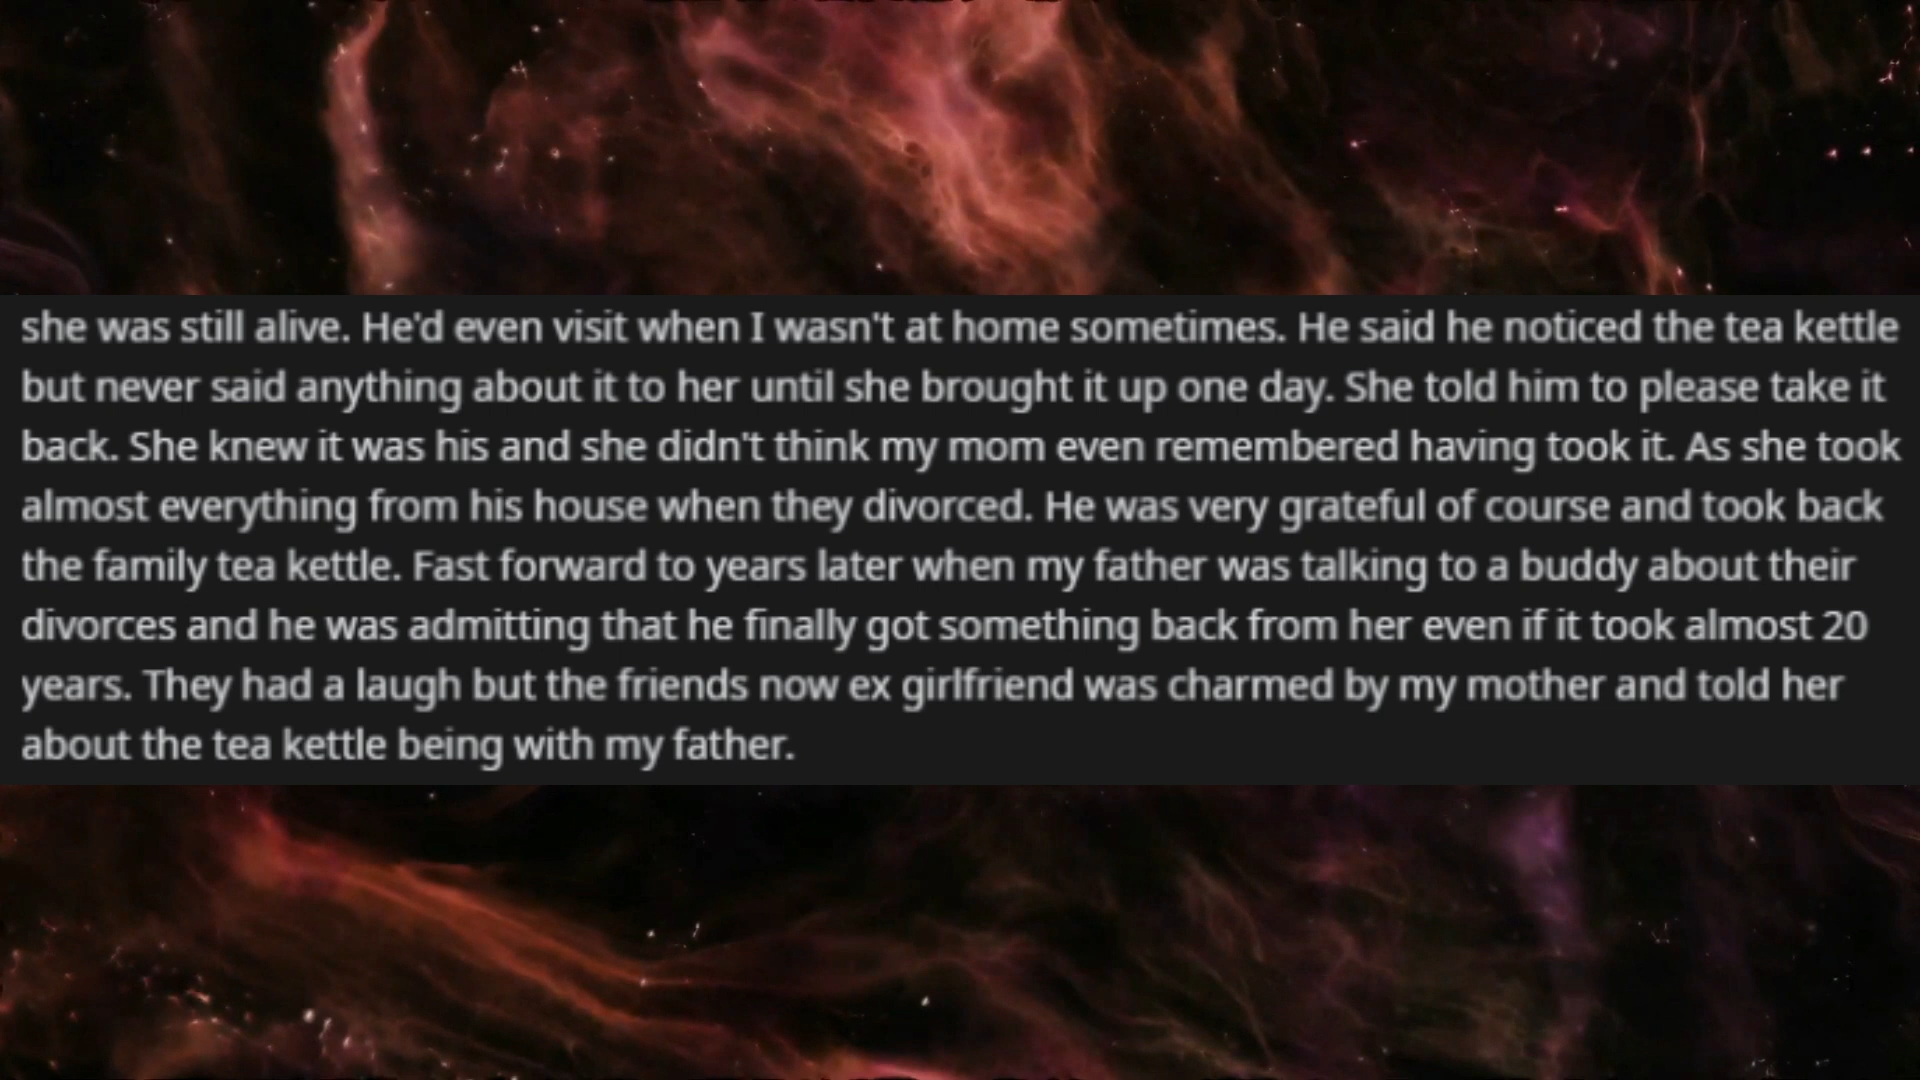 she was still alive. He'd even visit when I wasn't at home sometimes. He said he noticed the tea kettle
but never said anything about it to her until she brought it up one day. She told him to please take it
back. She knew it was his and she didn't think my mom even remembered having took it. As she took
almost everything from his house when they divorced. He was very grateful of course and took back
the family tea kettle. Fast forward to years later when my father was talking to a buddy about their
divorces and he was admitting that he finally got something back from her even if it took almost 20
years. They had a laugh but the friends now ex girlfriend was charmed by my mother and told her
about the tea kettle being with my father.